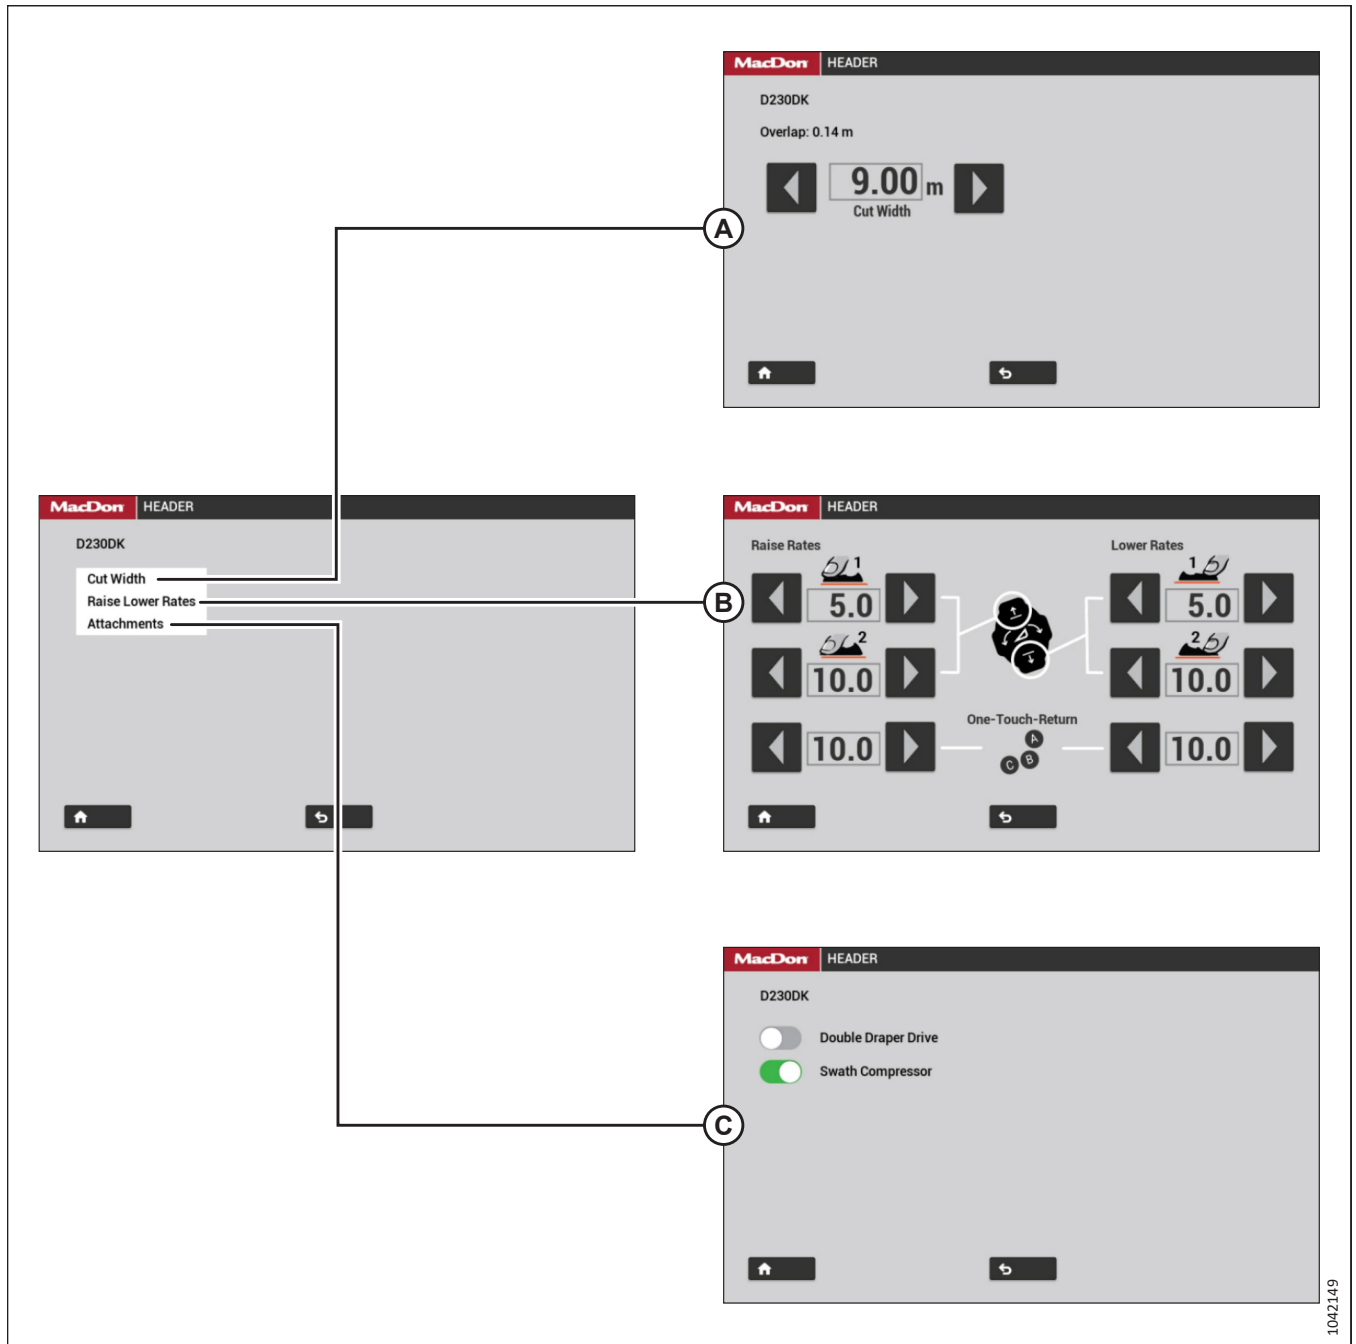 MacDon HEADER
D230DK
Overlap: 0.14 m
9.00 m
Cut Width
A
MacDon HEADER
D230DK
Cut Width
Raise Lower Rates
Attachments
MacDon HEADER
Raise Rates Lower Rates
1 1
5.0 5.0
B
2 2
10.0 10.0
One-Touch-Return
A
10.0 10.0
C B
MacDon HEADER
D230DK
Double Draper Drive
Swath Compressor
C
1042149